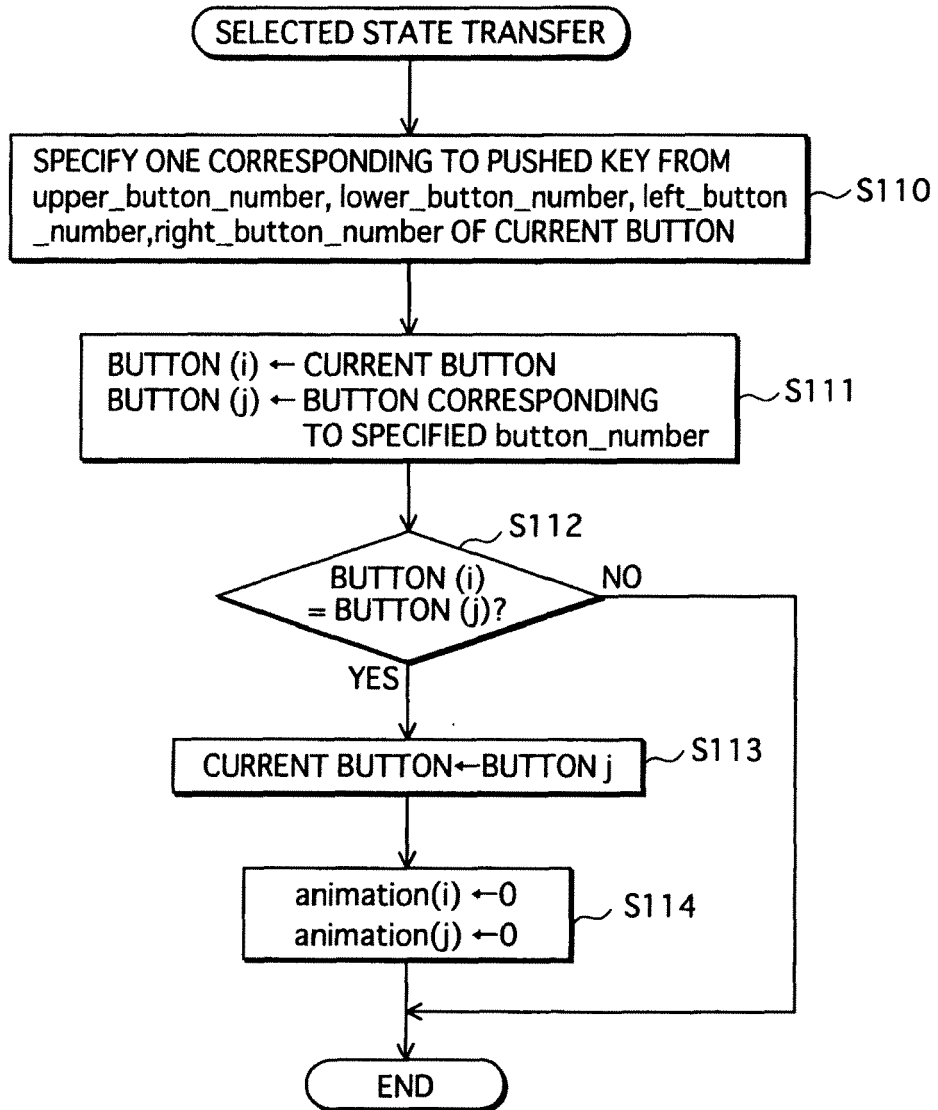 SELECTED STATE TRANSFER
SPECIFY ONE CORRESPONDING TO PUSHED KEY FROM
upper_button_number, lower_button_number, left_button
_number,right_button_number OF CURRENT BUTTON
S110
BUTTON (i) ← CURRENT BUTTON
BUTTON (j) ← BUTTON CORRESPONDING
TO SPECIFIED button_number
S111
S112
BUTTON (i)
= BUTTON (j)?
NO
YES
CURRENT BUTTON←BUTTON j
S113
animation(i) ←0
animation(j) ←0
S114
END